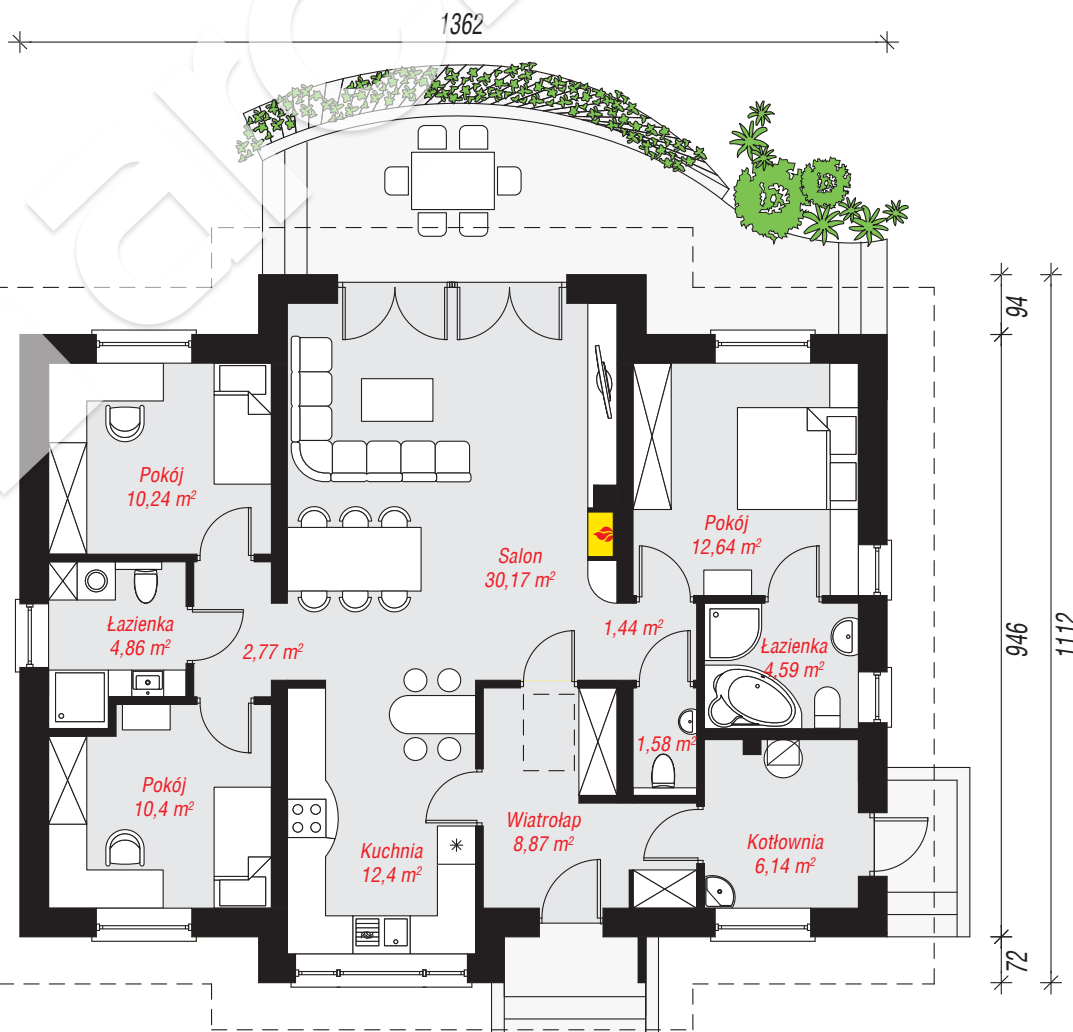 1362
94
946
1112
72
Pokój
10,24 m²
Salon
30,17 m²
Pokój
12,64 m²
Łazienka
4,86 m²
2,77 m²
1,44 m²
Łazienka
4,59 m²
1,58 m²
Pokój
10,4 m²
Kuchnia
12,4 m²
Wiatrołap
8,87 m²
Kotłownia
6,14 m²